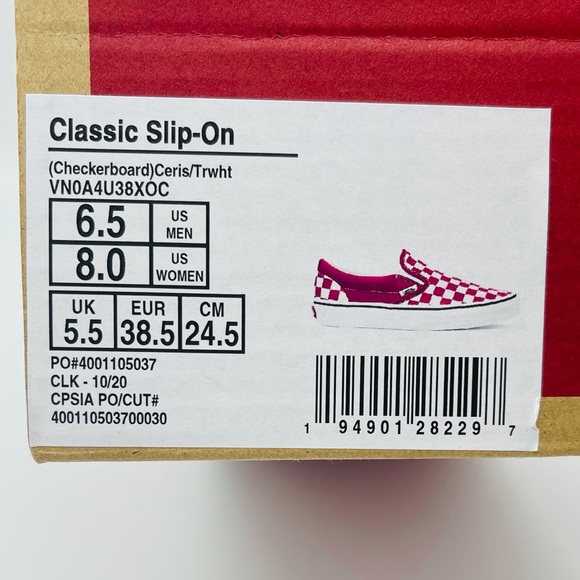 Classic Slip-On
(Checkerboard)Ceris/Trwht
VN0A4U38XOC
6.5 US MEN
8.0 US WOMEN
UK EUR CM
5.5 38.5 24.5
PO#4001105037
CLK - 10/20
CPSIA PO/CUT#
400110503700030
1 94901 28229 7